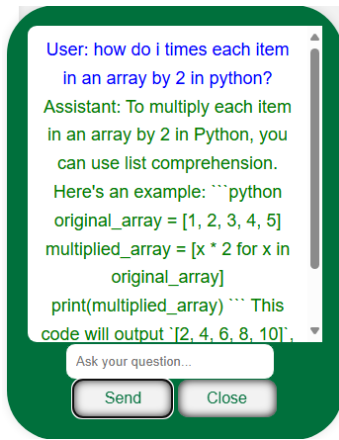 User: how do i times each item
in an array by 2 in python?
Assistant: To multiply each item
in an array by 2 in Python, you
can use list comprehension.
Here's an example: ```python
original_array = [1, 2, 3, 4, 5]
multiplied_array = [x * 2 for x in
original_array]
print(multiplied_array) ``` This
code will output `[2, 4, 6, 8, 10]`,
Ask your question...
Send Close